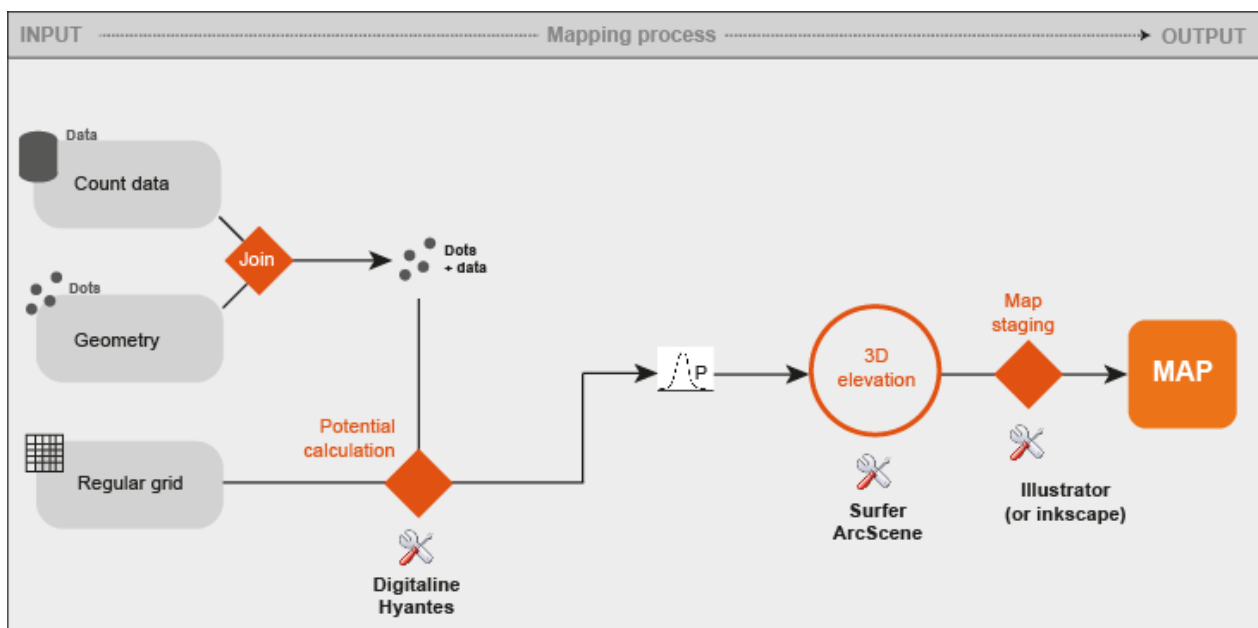 INPUT
Mapping process
OUTPUT
Data
Count data
Join
Dots
+ data
Dots
Geometry
Potential
calculation
Regular grid
Digitaline
Hyantes
P
3D
elevation
Surfer
ArcScene
Map
staging
Illustrator
(or inkscape)
MAP